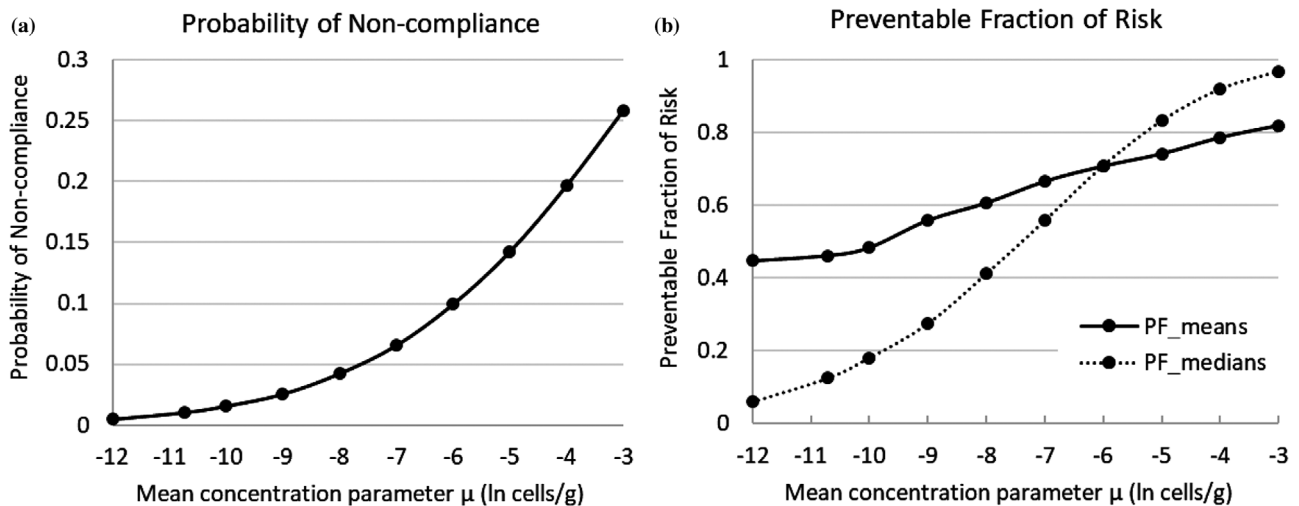 (a)
Probability of Non-compliance
Probability of Non-compliance
0.3
0.25
0.2
0.15
0.1
0.05
0
-12 -11 -10 -9 -8 -7 -6 -5 -4 -3
Mean concentration parameter μ (ln cells/g)
(b)
Preventable Fraction of Risk
Preventable Fraction of Risk
1
0.8
0.6
0.4
0.2
0
PF_means
PF_medians
-12 -11 -10 -9 -8 -7 -6 -5 -4 -3
Mean concentration parameter μ (ln cells/g)